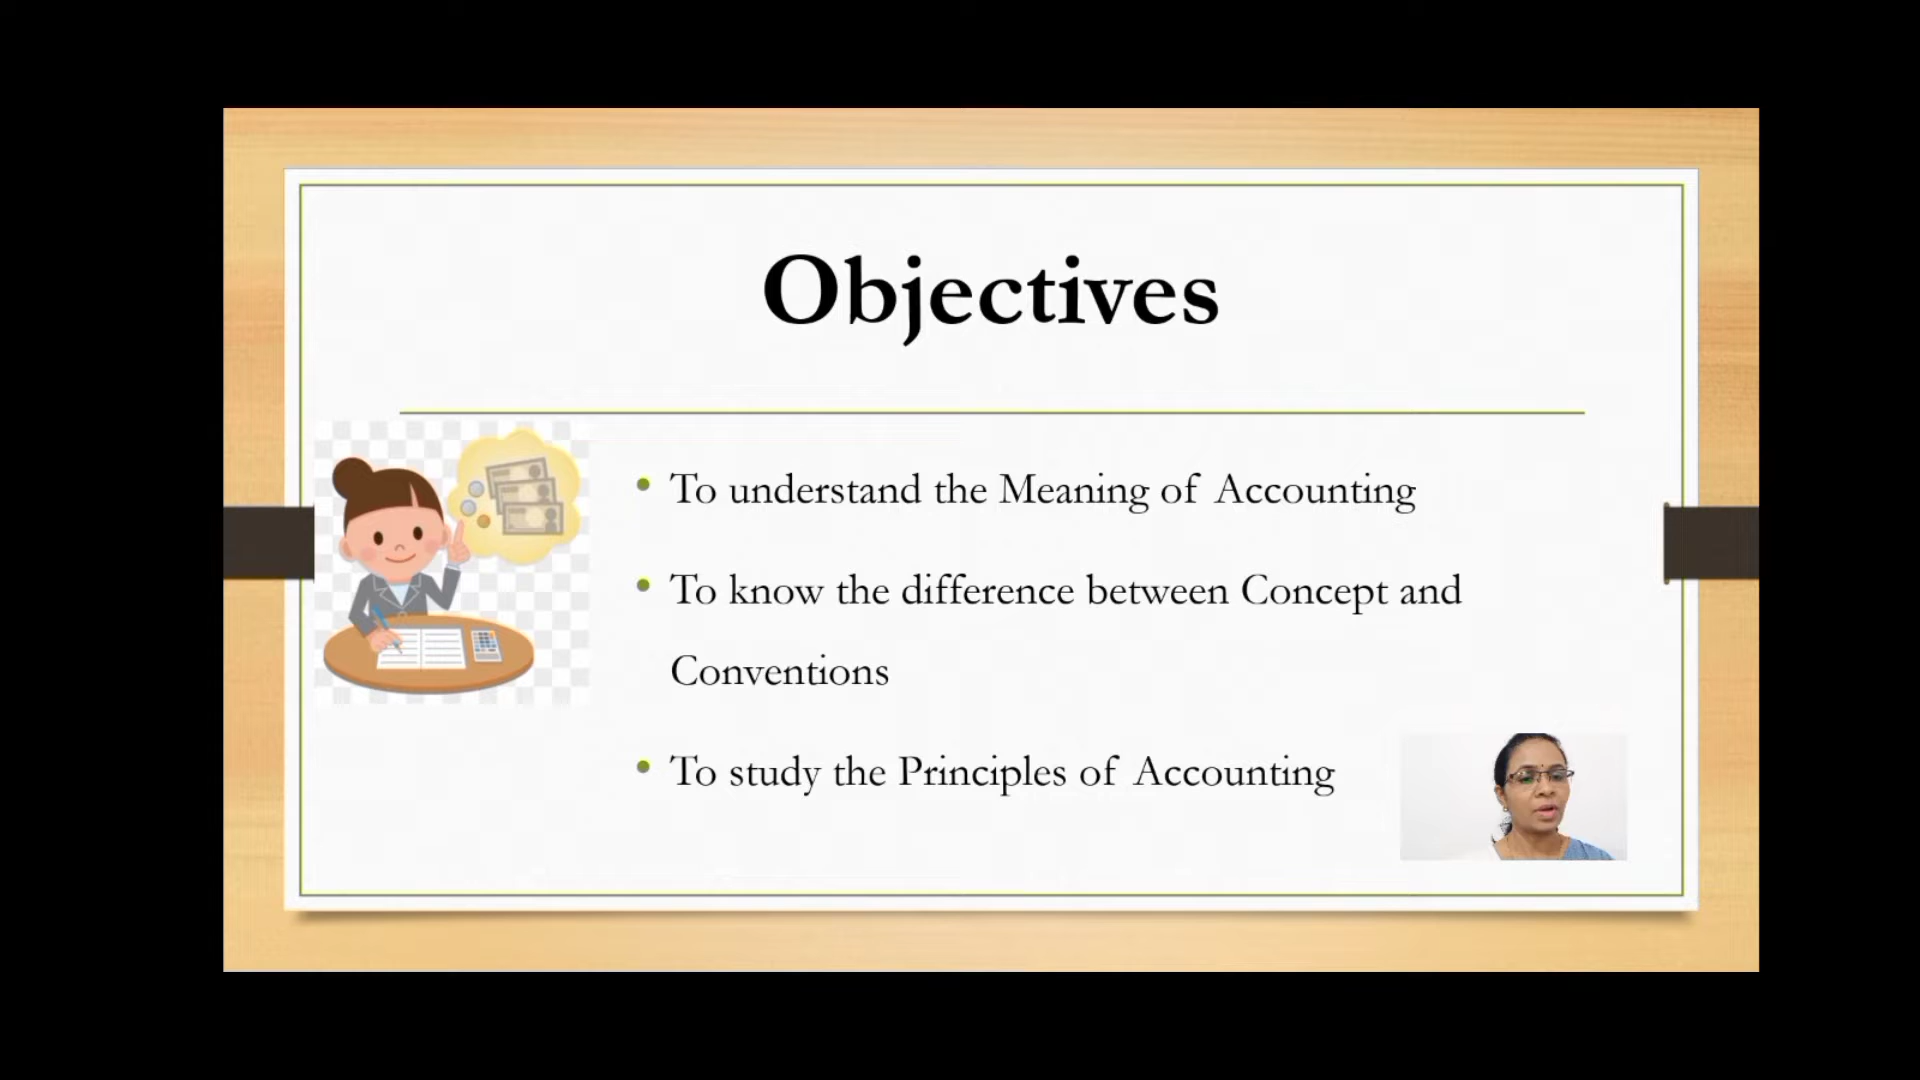 Objectives
• To understand the Meaning of Accounting
• To know the difference between Concept and
Conventions
• To study the Principles of Accounting